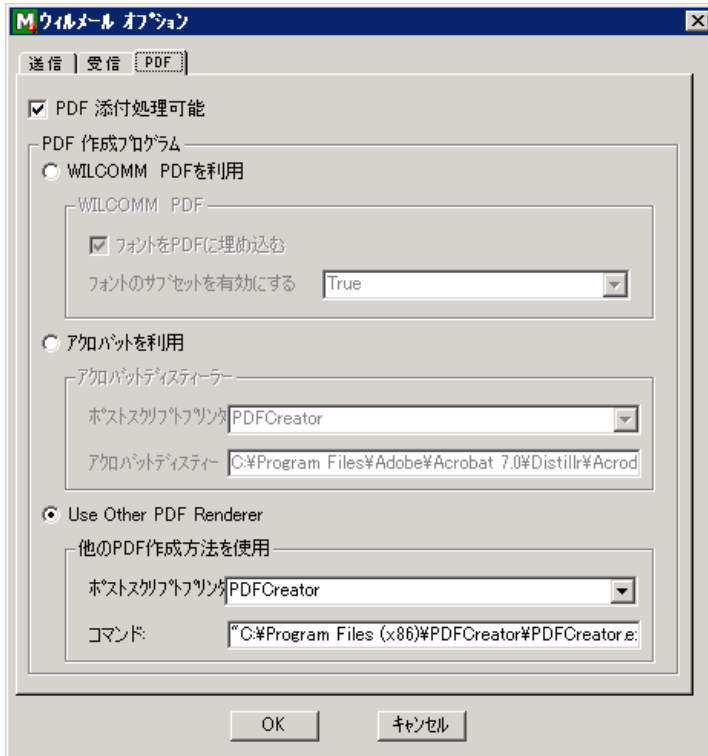 ウィルメール オプション
送信 受信 PDF
PDF 添付処理可能
PDF 作成プログラム
WILCOMM PDFを利用
WILCOMM PDF
フォントをPDFに埋め込む
フォントのサブセットを有効にする True
アクロバットを利用
アクロバットディスティーラー
ポストスクリプトプリンタ PDFCreator
アクロバットディスティー C:¥Program Files¥Adobe¥Acrobat 7.0¥Distillr¥Acrod
Use Other PDF Renderer
他のPDF作成方法を使用
ポストスクリプトプリンタ PDFCreator
コマンド: "C:¥Program Files (x86)¥PDFCreator¥PDFCreator.e
OK キャンセル